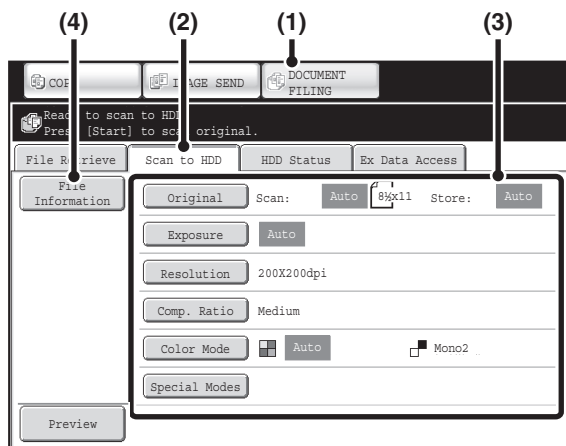 (4) (2) (1) (3)
COP IMAGE SEND DOCUMENT
FILING
Ready to scan to HDD.
Press [Start] to scan original.
File Retrieve Scan to HDD HDD Status Ex Data Access
File
Information
Original Scan: Auto 8½x11 Store: Auto
Exposure Auto
Resolution 200X200dpi
Comp. Ratio Medium
Color Mode Auto Mono2
Special Modes
Preview